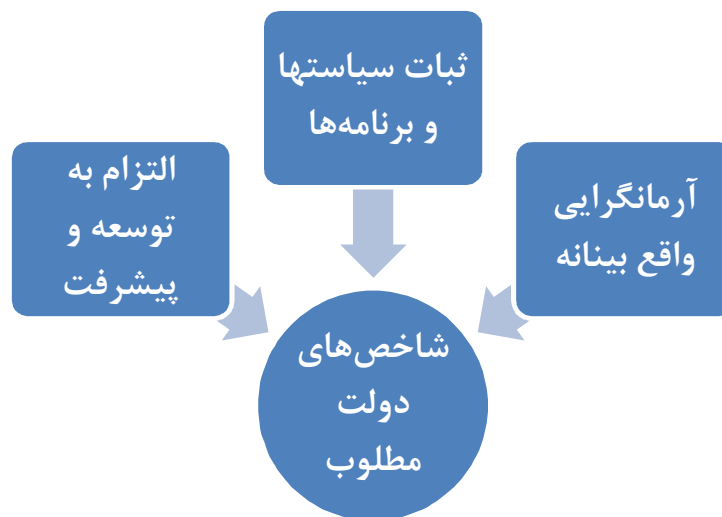 ثبات سیاستها
و برنامه‌ها
آرمانگرایی
واقع بینانه
التزام به
توسعه و
پیشرفت
شاخص‌های
دولت
مطلوب